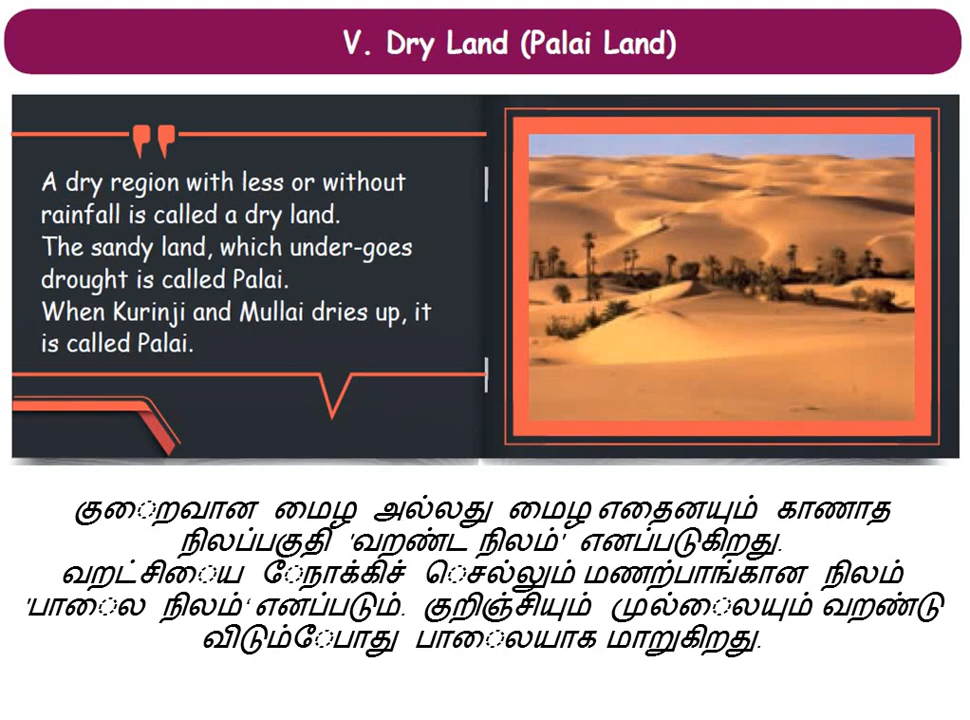 V. Dry Land (Palai Land)
A dry region with less or without
rainfall is called a dry land.
The sandy land, which under-goes
drought is called Palai.
When Kurinji and Mullai dries up, it
is called Palai.
குறைவான மழை அல்லது மழை எதையும் காணாத
நிலப்பகுதி 'வறண்ட நிலம்' எனப்படுகிறது.
வறட்சியை நோக்கிச் செல்லும் மணற்பாங்கான நிலம்
'பாலை நிலம்' எனப்படும். குறிஞ்சியும் முல்லையும் வறண்டு
விடும்போது பாலையாக மாறுகிறது.